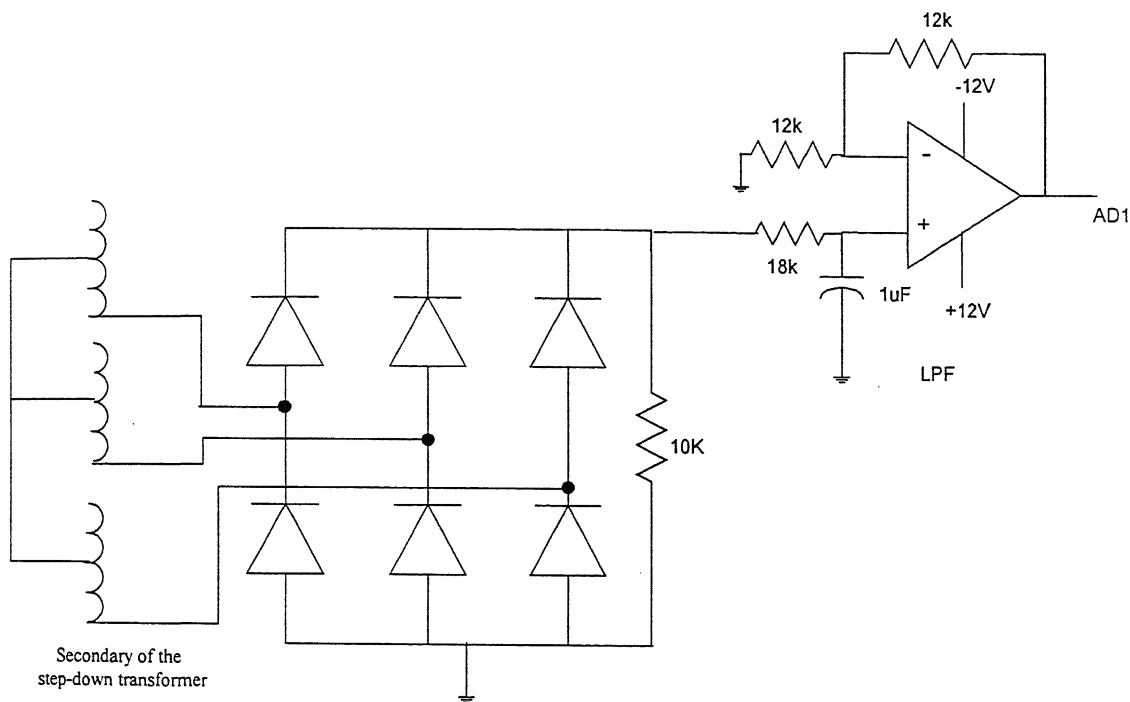 12k
-12V
12k
-
+
AD1
18k
1uF
+12V
LPF
10K
Secondary of the
step-down transformer